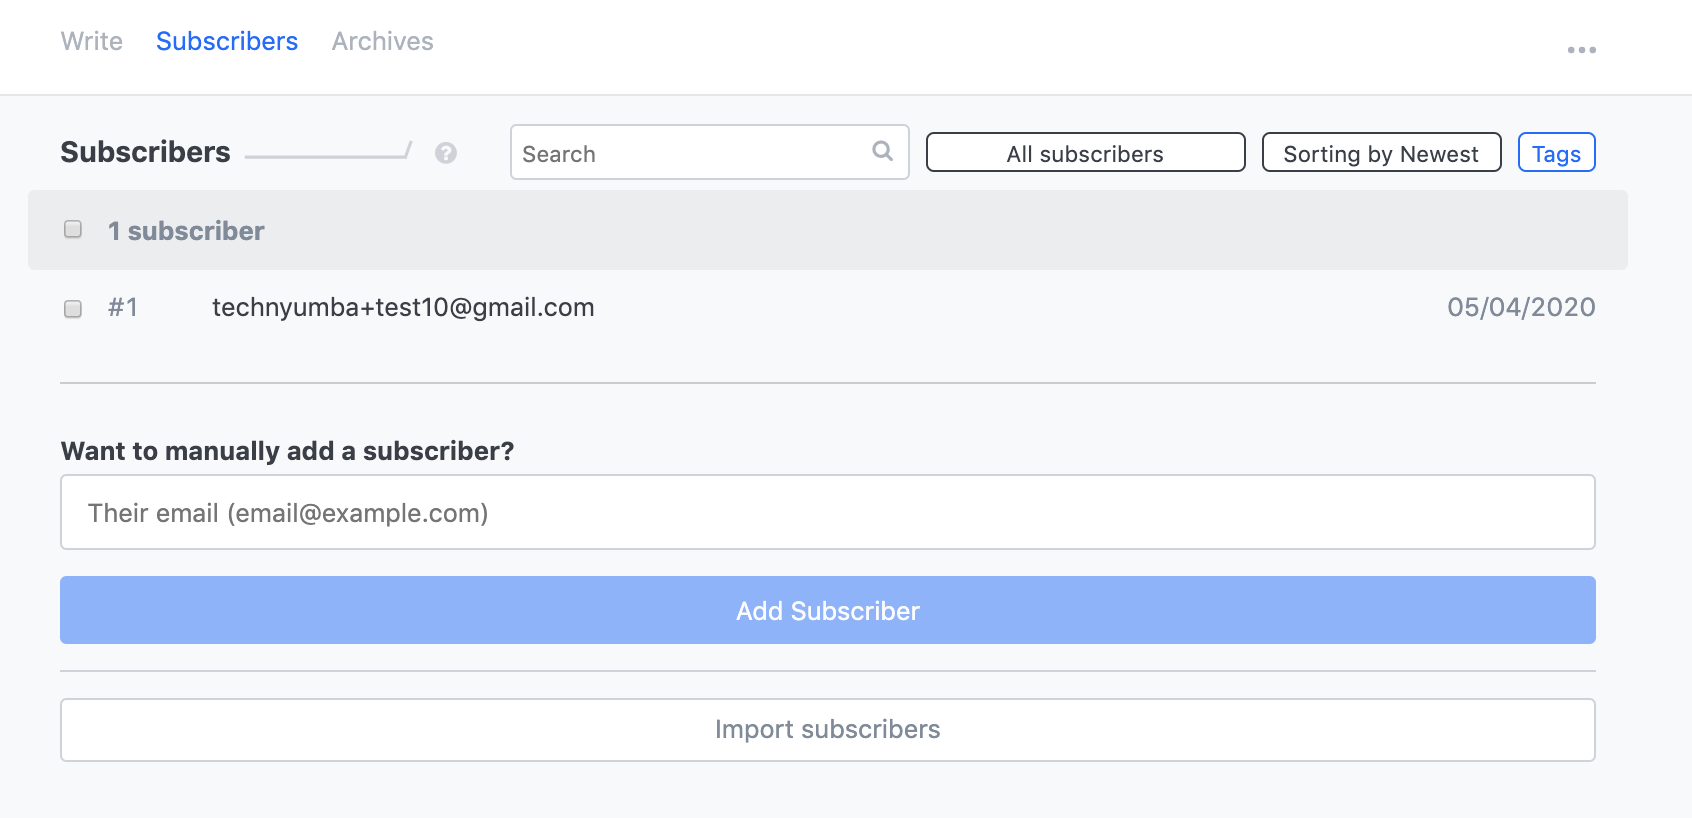 Write Subscribers Archives
Subscribers ? Search All subscribers Sorting by Newest Tags
1 subscriber
#1 technyumba+test10@gmail.com 05/04/2020
Want to manually add a subscriber?
Their email (email@example.com)
Add Subscriber
Import subscribers